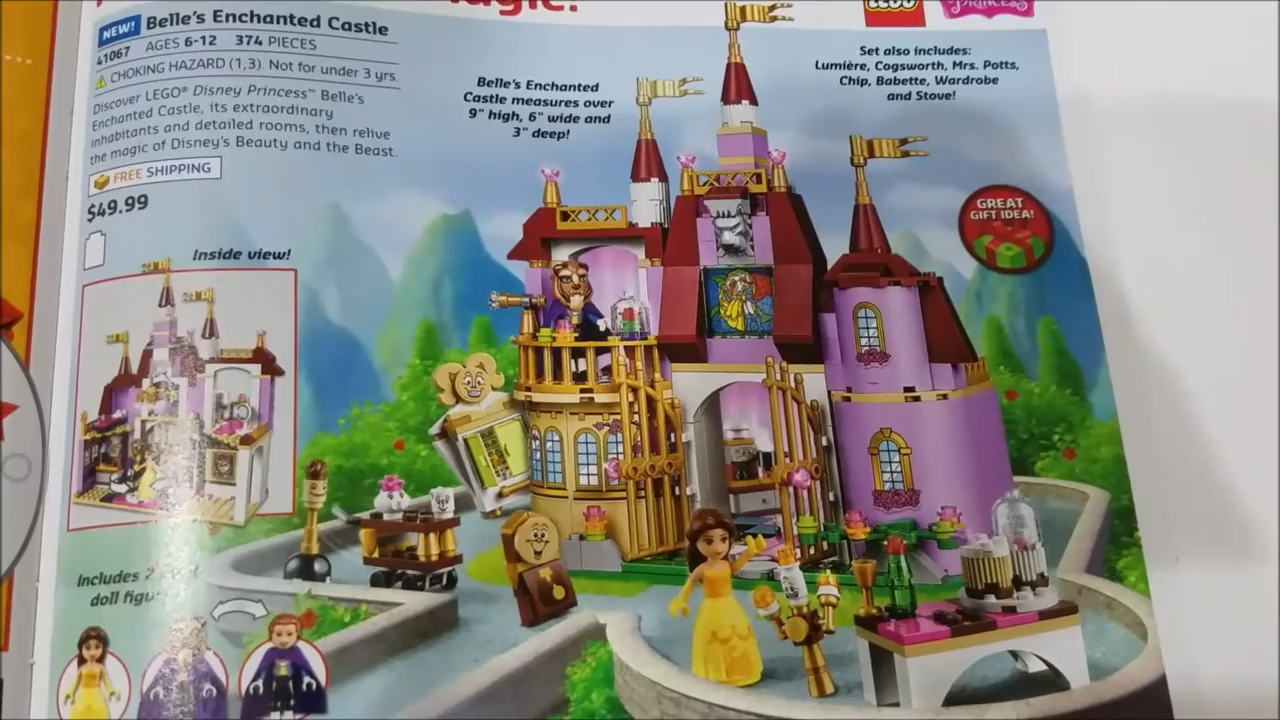 magic!
NEW! Belle's Enchanted Castle
41067 AGES 6-12 374 PIECES
CHOKING HAZARD (1,3). Not for under 3 yrs.
Discover LEGO® Disney Princess™ Belle's
Enchanted Castle, its extraordinary
inhabitants and detailed rooms, then relive
the magic of Disney's Beauty and the Beast.
FREE SHIPPING
$49.99
Inside view!
Includes 2
doll
Belle's Enchanted
Castle measures over
9" high, 6" wide and
3" deep!
LEGO
PRINCESS
Set also includes:
Lumière, Cogsworth, Mrs. Potts,
Chip, Babette, Wardrobe
and Stove!
GREAT
GIFT IDEA!